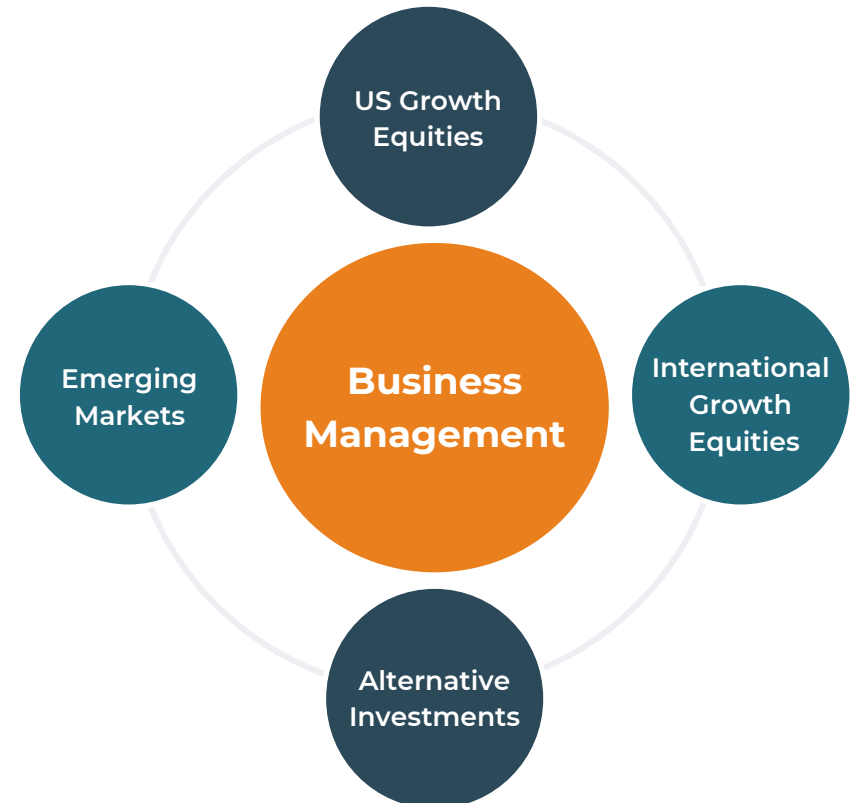 US Growth
Equities
Emerging
Markets
Business
Management
International
Growth
Equities
Alternative
Investments